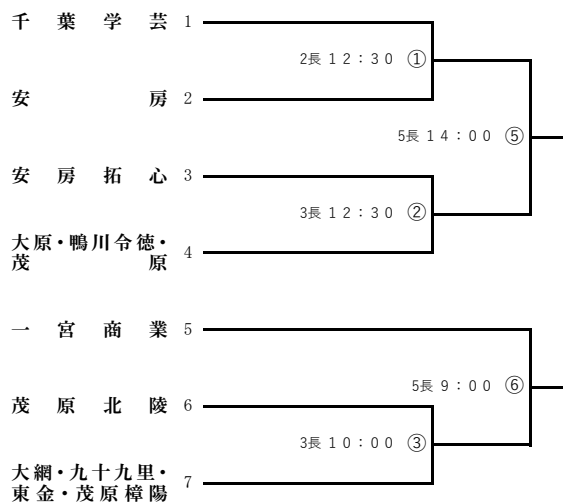 千葉学芸 1
2長 12:30 ①
安房 2
5長 14:00 ⑤
安房拓心 3
3長 12:30 ②
大原・鴨川令徳・
茂原 4
一宮商業 5
5長 9:00 ⑥
茂原北陵 6
3長 10:00 ③
大網・九十九里・
東金・茂原樟陽 7